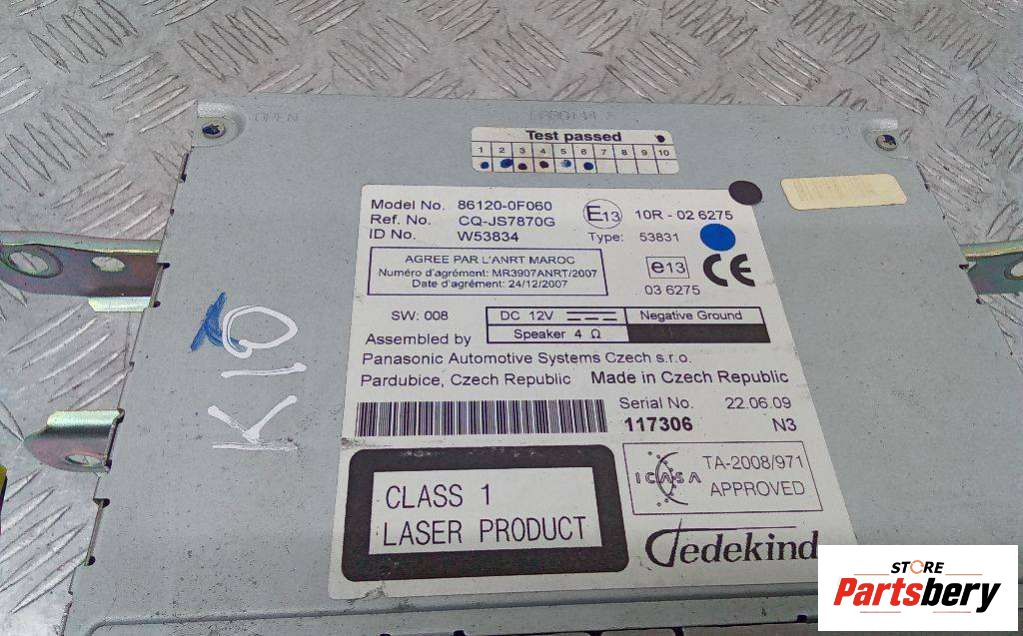 OPEN
Test passed
1 2 3 4 5 6 7 8 9 10
Model No. 86120-0F060
Ref. No. CQ-JS7870G
ID No. W53834
E13 10R - 02 6275
Type: 53831
AGREE PAR L'ANRT MAROC
Numéro d'agrément: MR3907ANRT/2007
Date d'agrément: 24/12/2007
e13
03 6275
CE
SW: 008
DC 12V
Negative Ground
Speaker 4 Ω
Assembled by
Panasonic Automotive Systems Czech s.r.o.
Pardubice, Czech Republic Made in Czech Republic
Serial No. 22.06.09
117306 N3
ICASA
TA-2008/971
APPROVED
CLASS 1
LASER PRODUCT
Jedekind
K10
STORE
Partsbery